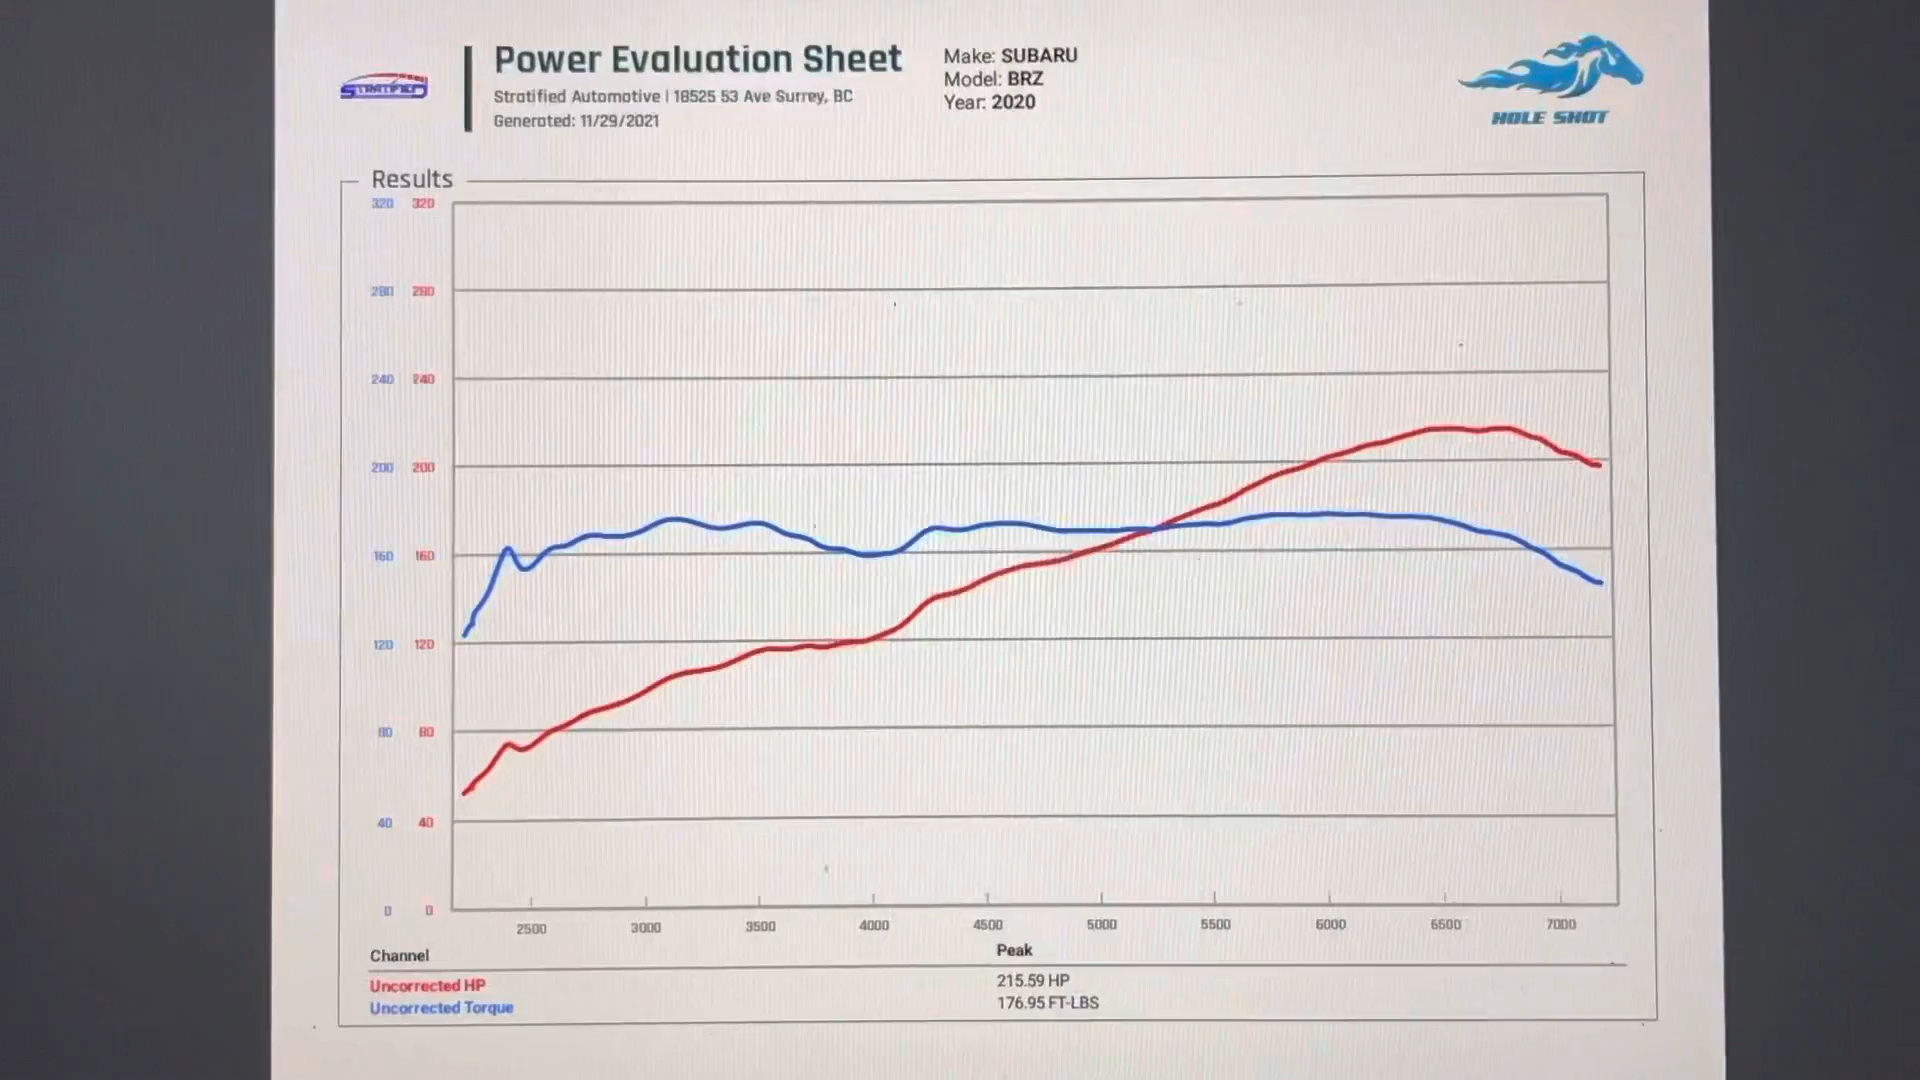 STRATIFIED
Power Evaluation Sheet
Stratified Automotive | 18525 53 Ave Surrey, BC
Generated: 11/29/2021
Make: SUBARU
Model: BRZ
Year: 2020
HOLE SHOT
Results
320 320
280 280
240 240
200 200
160 160
120 120
80 80
40 40
0 0
2500 3000 3500 4000 4500 5000 5500 6000 6500 7000
Channel Peak
Uncorrected HP 215.59 HP
Uncorrected Torque 176.95 FT-LBS